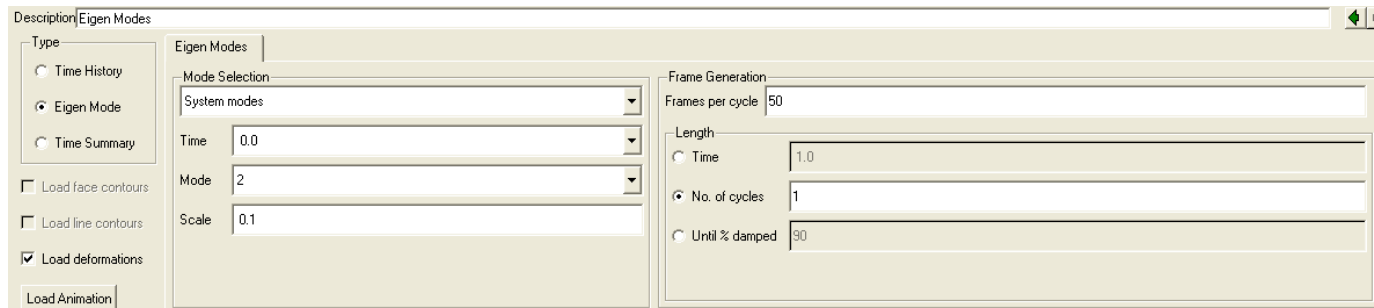 Description Eigen Modes
Type
Time History
Eigen Mode
Time Summary
Load face contours
Load line contours
Load deformations
Load Animation
Eigen Modes
Mode Selection
System modes
Time 0.0
Mode 2
Scale 0.1
Frame Generation
Frames per cycle 50
Length
Time 1.0
No. of cycles 1
Until % damped 90